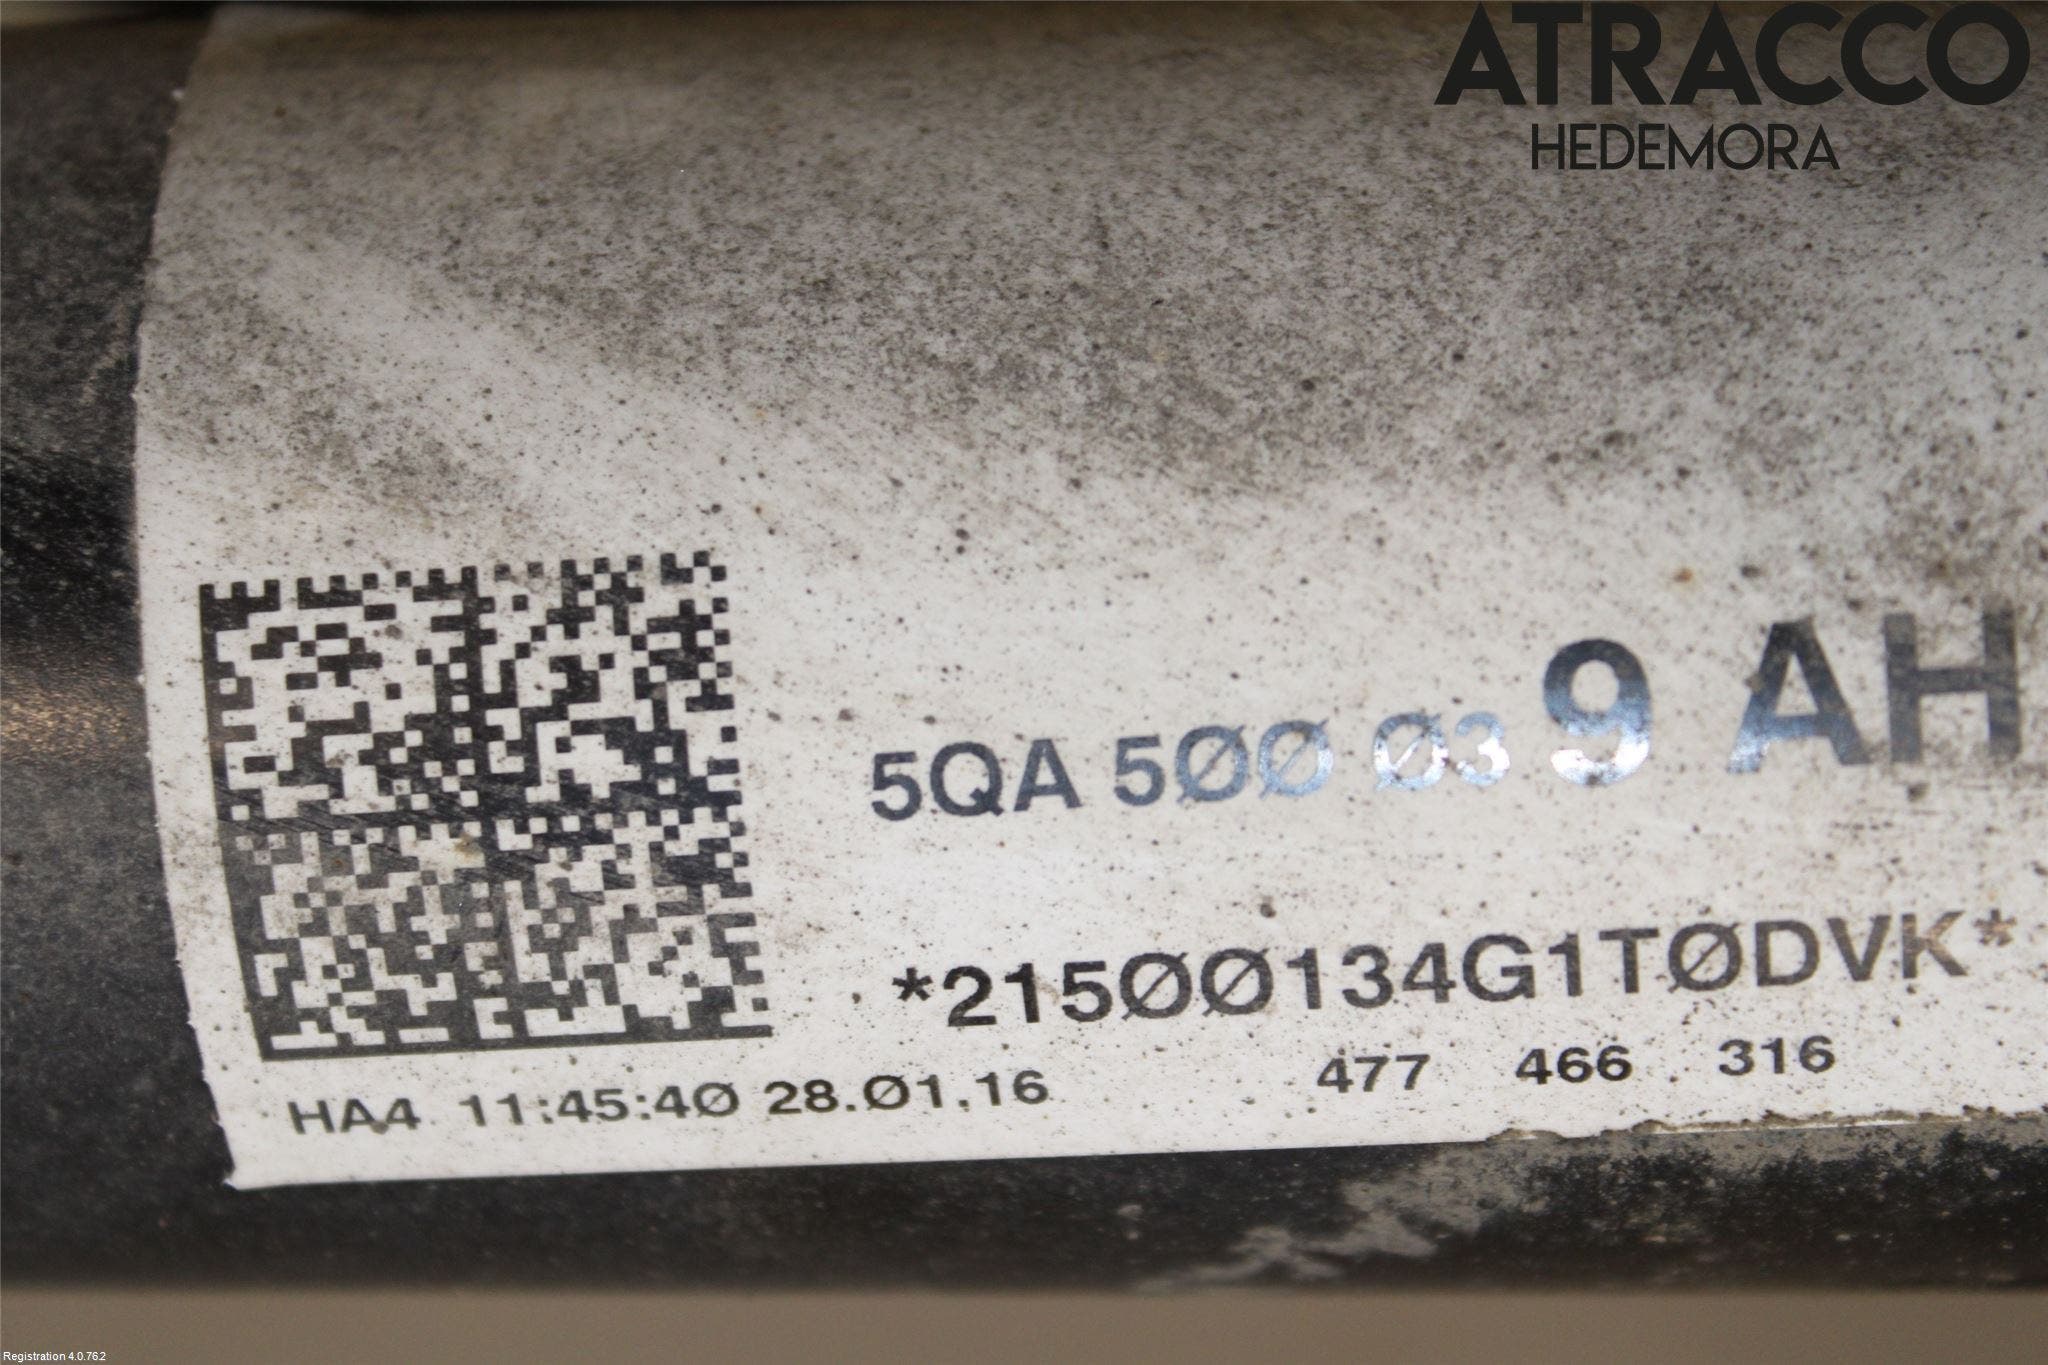 ATRACCO
HEDEMORA
5QA 5ØØ Ø39 AH
*215ØØ134G1TØDVK*
477 466 316
HA4 11:45:4Ø 28.Ø1.16
Registration 4.0.762